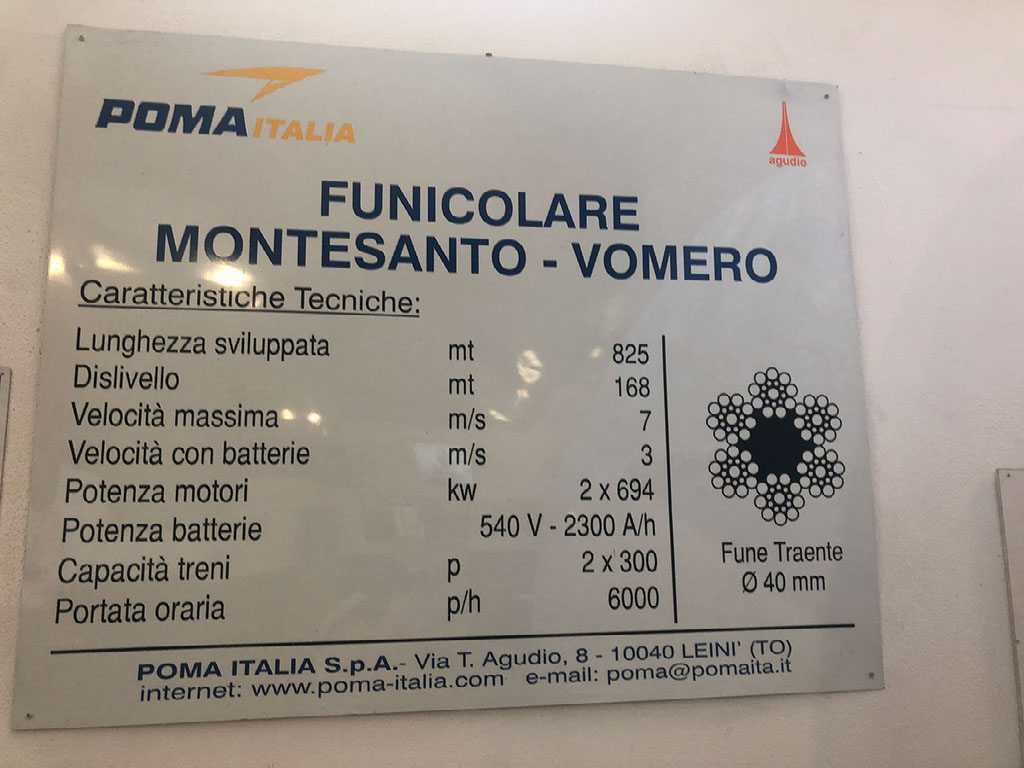 POMA ITALIA
agudio
FUNICOLARE
MONTESANTO - VOMERO
Caratteristiche Tecniche:
Lunghezza sviluppata mt 825
Dislivello mt 168
Velocità massima m/s 7
Velocità con batterie m/s 3
Potenza motori kw 2 x 694
Potenza batterie 540 V - 2300 A/h
Capacità treni p 2 x 300
Portata oraria p/h 6000
Fune Traente
Ø 40 mm
POMA ITALIA S.p.A.- Via T. Agudio, 8 - 10040 LEINI' (TO)
internet: www.poma-italia.com e-mail: poma@pomaita.it